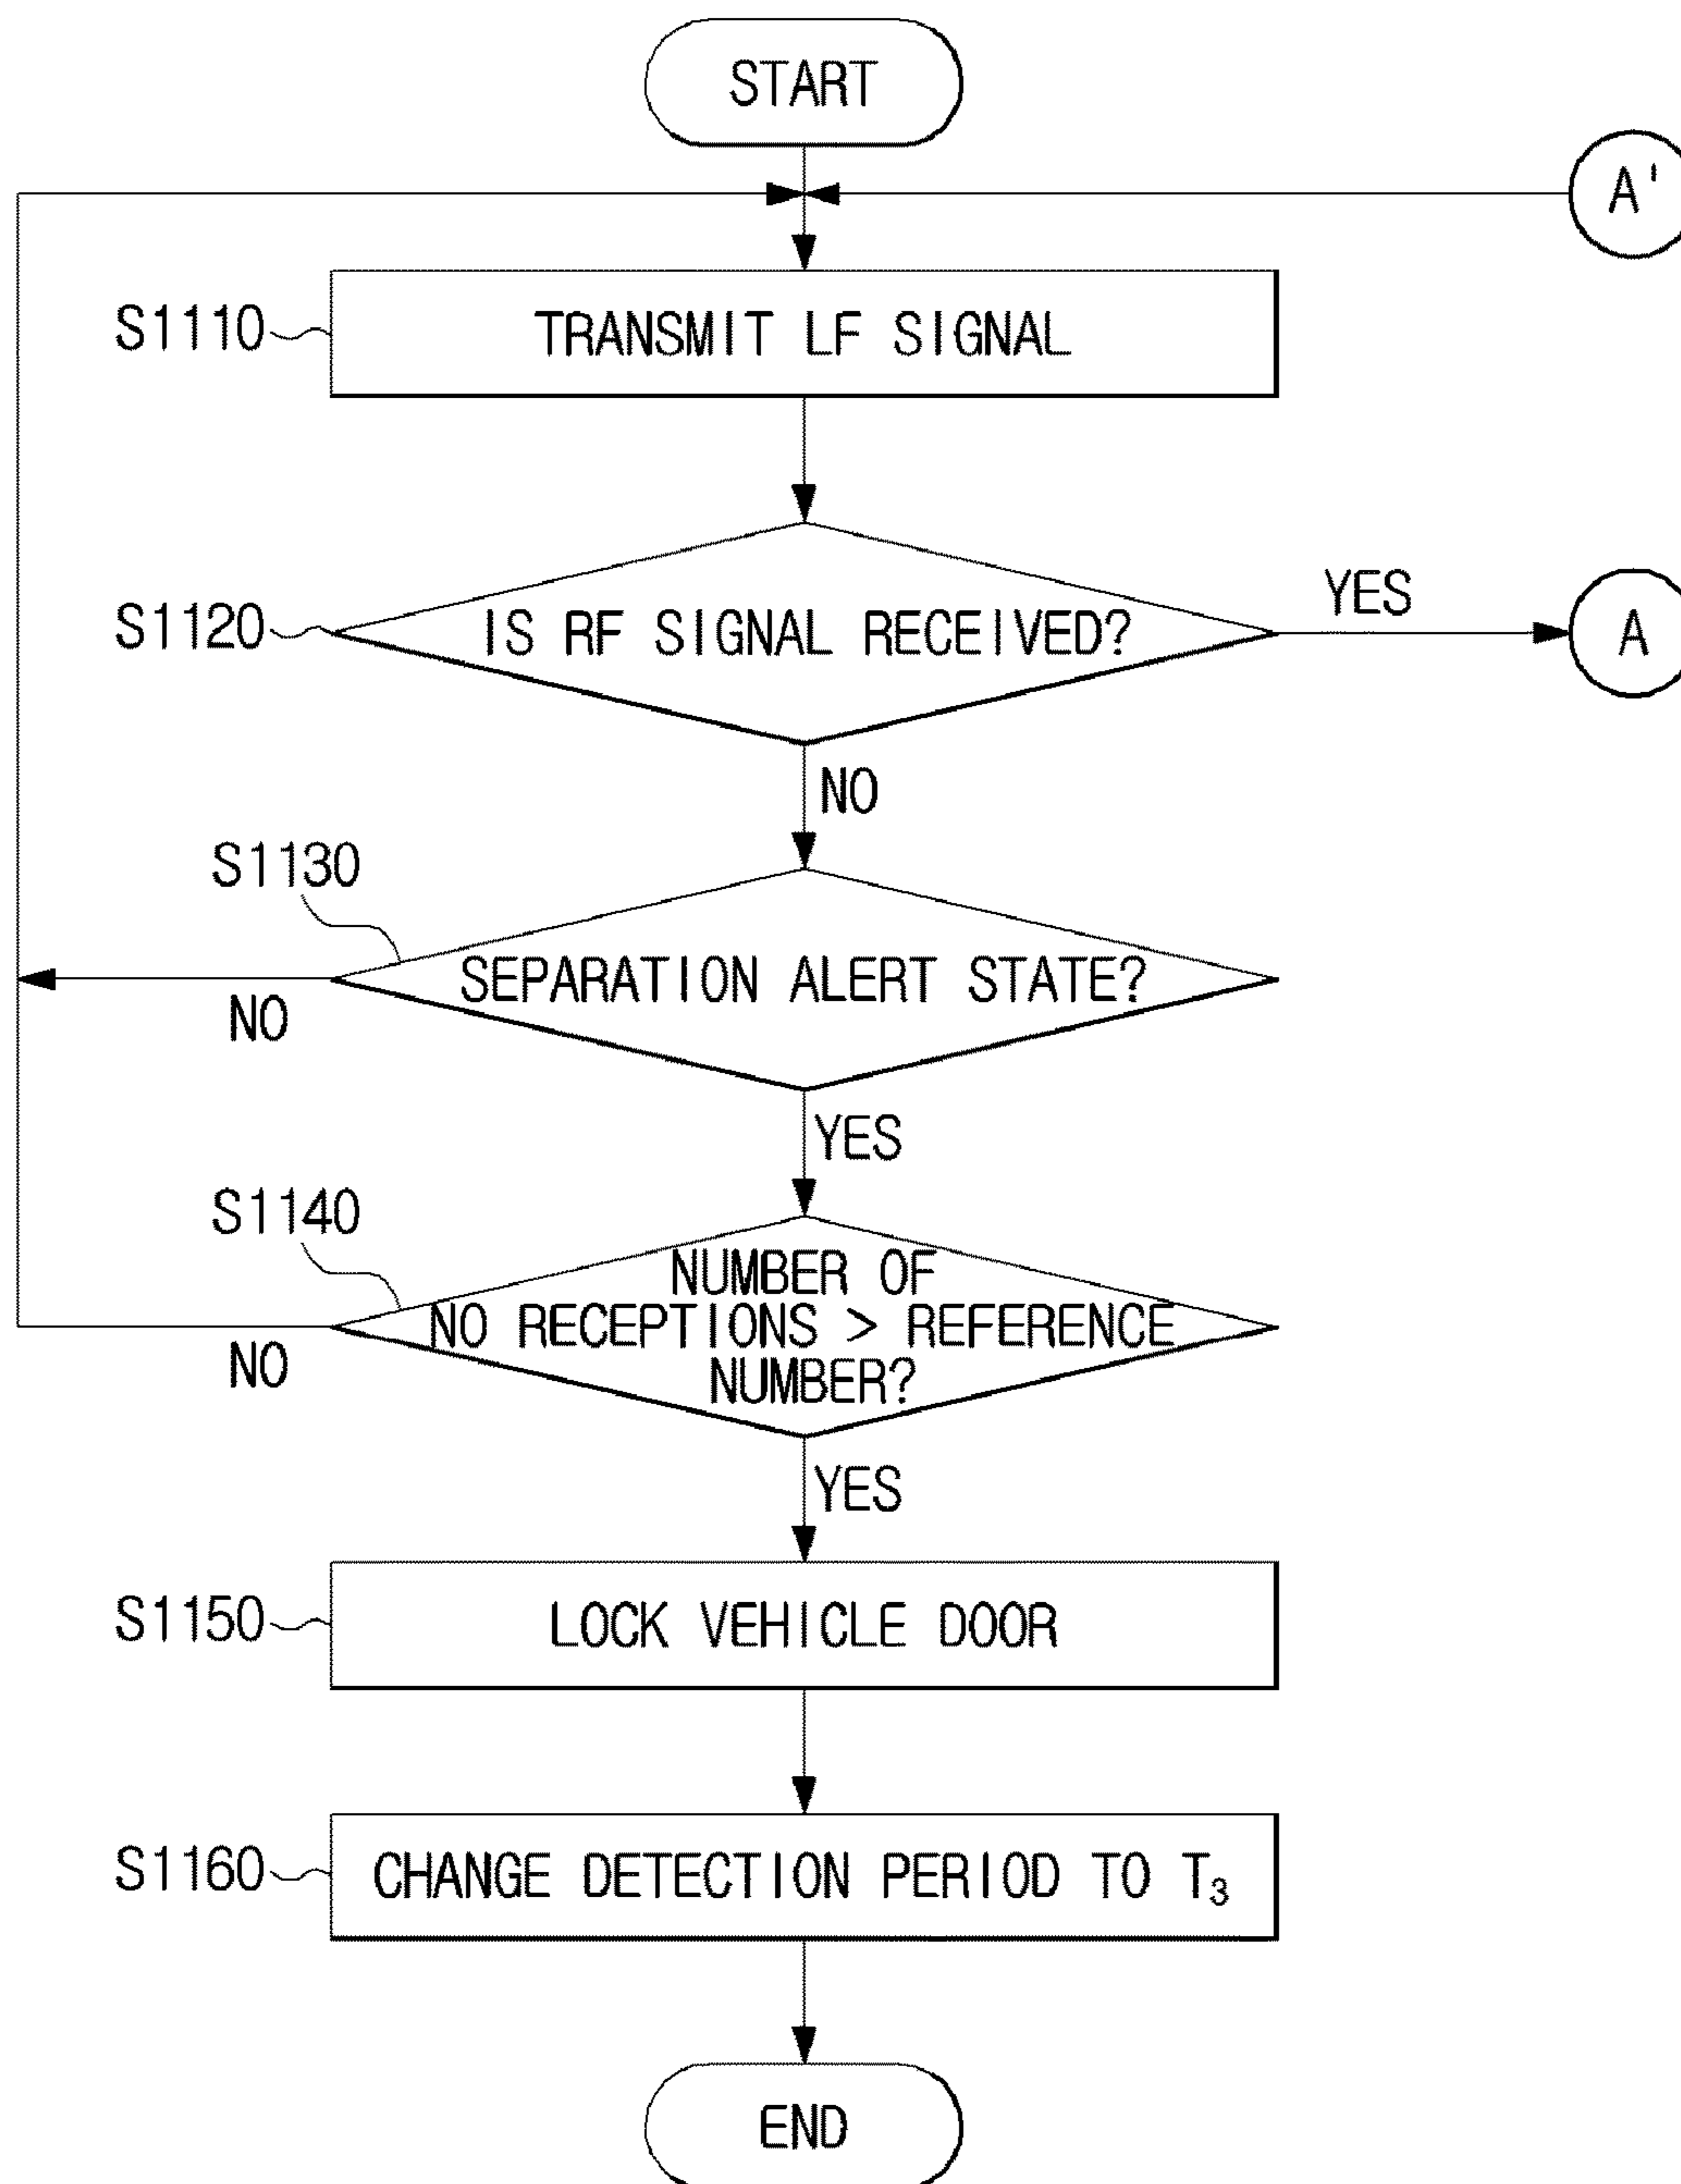 START
A'
S1110
TRANSMIT LF SIGNAL
S1120
IS RF SIGNAL RECEIVED?
YES
A
NO
S1130
SEPARATION ALERT STATE?
NO
YES
S1140
NUMBER OF
NO RECEPTIONS > REFERENCE
NUMBER?
NO
YES
S1150
LOCK VEHICLE DOOR
S1160
CHANGE DETECTION PERIOD TO T₃
END